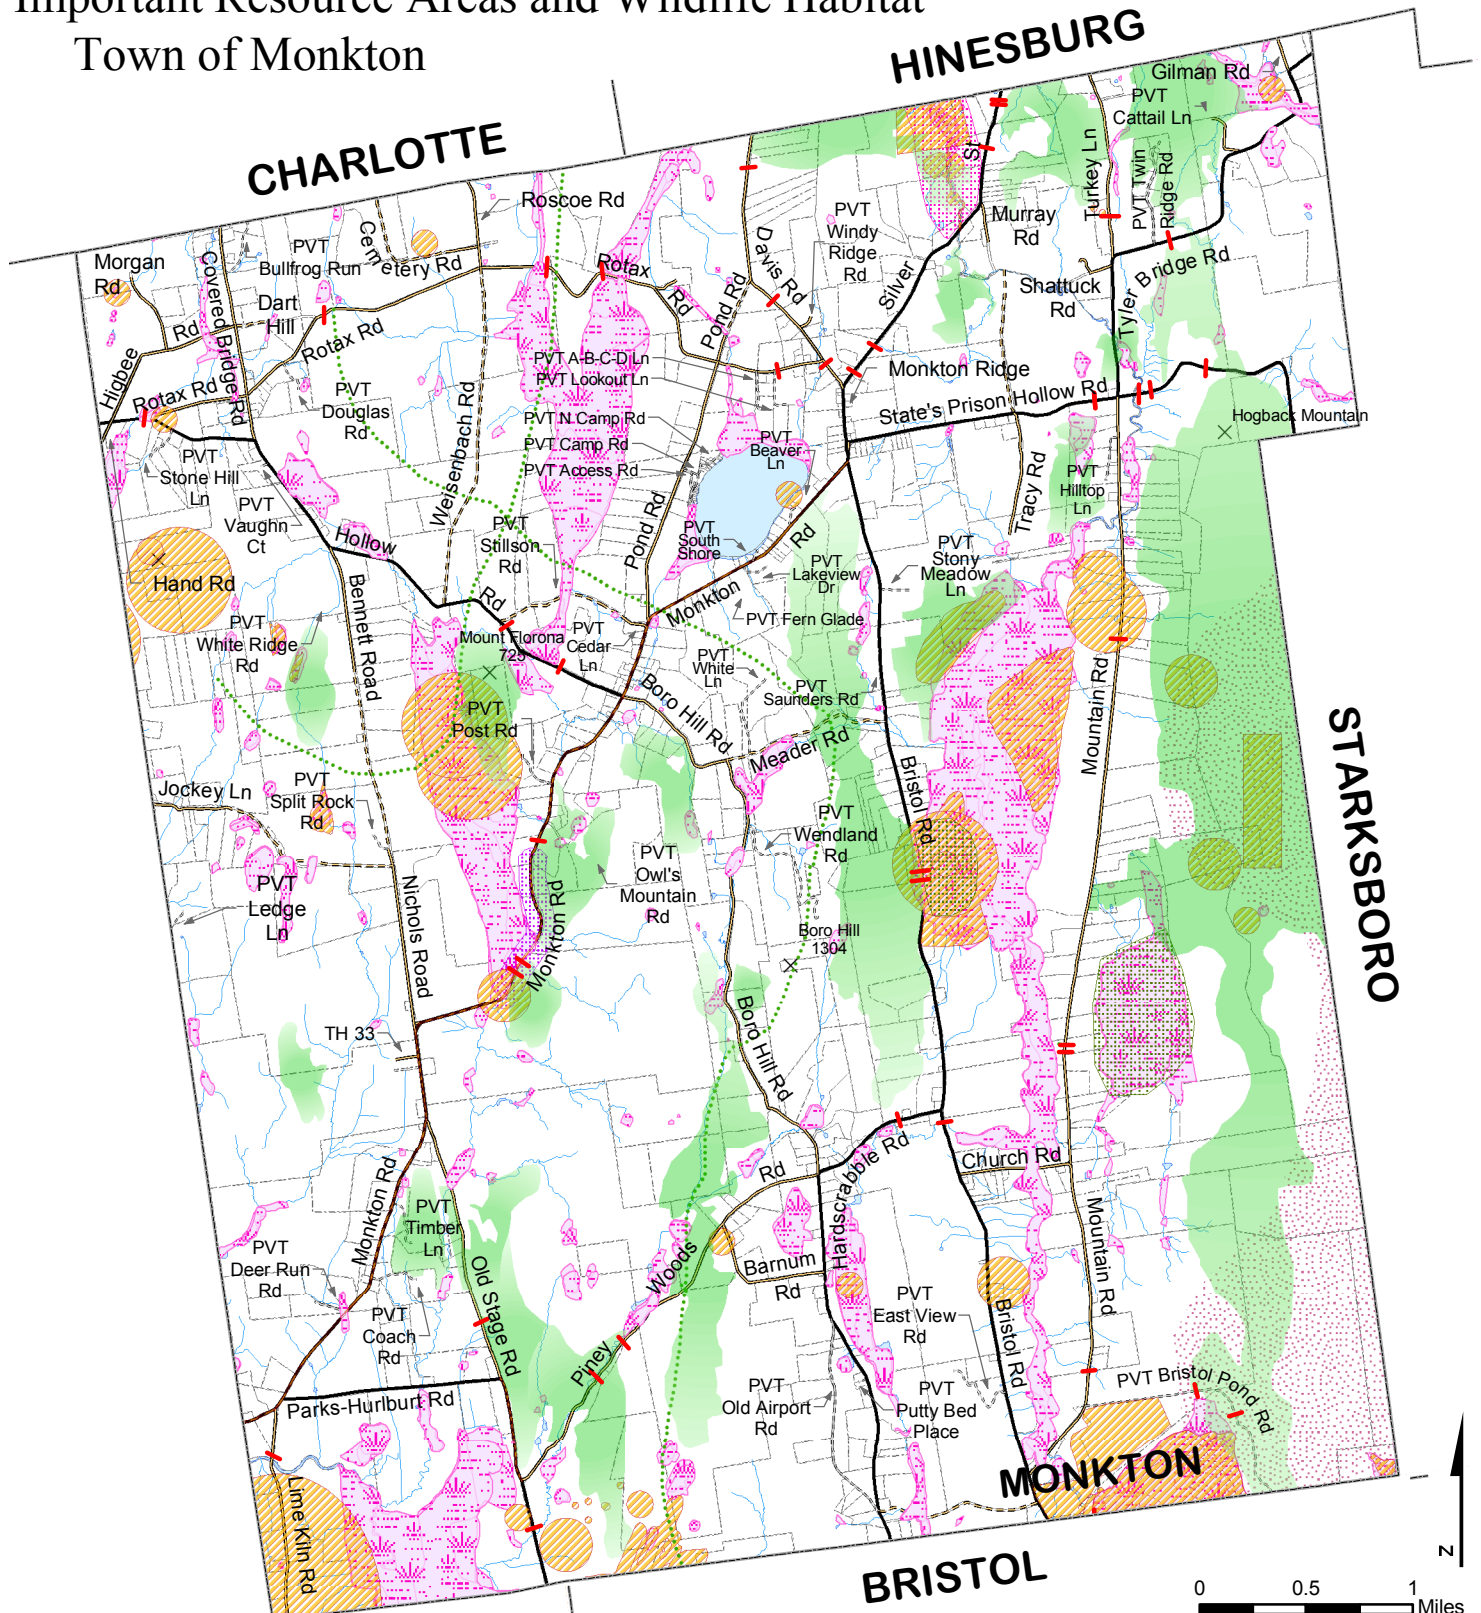 Important Resource Areas and Wildlife Habitat
Town of Monkton
HINESBURG
CHARLOTTE
STARKSBORO
BRISTOL
MONKTON
Gilman Rd
PVT
Cattail Ln
Turkey Ln
PVT Twin
Ridge Rd
St
Murray
Rd
PVT
Windy
Ridge
Rd
Silver
Davis Rd
Shattuck
Rd
Tyler Bridge Rd
Roscoe Rd
Cemetery Rd
PVT
Bullfrog Run
Morgan
Rd
Covered Bridge Rd
Dart
Hill
Rd
Higbee
Rotax Rd
Rotax Rd
Rotax
Rd
Pond Rd
PVT A-B-C-D Ln
PVT Lookout Ln
PVT N Camp Rd
PVT Camp Rd
PVT Access Rd
PVT
Beaver
Ln
Monkton Ridge
State's Prison Hollow Rd
Hogback Mountain
PVT
Douglas
Rd
Weisenbach Rd
PVT
Stone Hill
Ln
PVT
Vaughn
Ct
Hollow
Rd
PVT
Stillson
Rd
Pond Rd
PVT
South
Shore
Rd
Monkton
PVT
Lakeview
Dr
PVT Fern Glade
PVT
Stony
Meadow
Ln
Tracy Rd
PVT
Hilltop
Ln
Hand Rd
Bennett Road
PVT
White Ridge
Rd
Mount Florona
725
PVT
Cedar
Ln
PVT
White
Ln
PVT
Saunders Rd
PVT
Post Rd
Boro Hill Rd
Meader Rd
Bristol Rd
Mountain Rd
Jockey Ln
PVT
Split Rock
Rd
PVT
Wendland
Rd
PVT
Owl's
Mountain
Rd
PVT
Ledge
Ln
Nichols Road
Monkton Rd
Boro Hill
1304
TH 33
Boro Hill Rd
Monkton Rd
PVT
Timber
Ln
PVT
Deer Run
Rd
PVT
Coach
Rd
Old Stage Rd
Rd
Woods
Piney
Hardscrabble Rd
Church Rd
Barnum
Rd
Mountain Rd
PVT
East View
Rd
Bristol Rd
PVT
Old Airport
Rd
PVT
Putty Bed
Place
PVT Bristol Pond Rd
Parks-Hurlburt Rd
Lime Kiln Rd
N
0 0.5 1
Miles